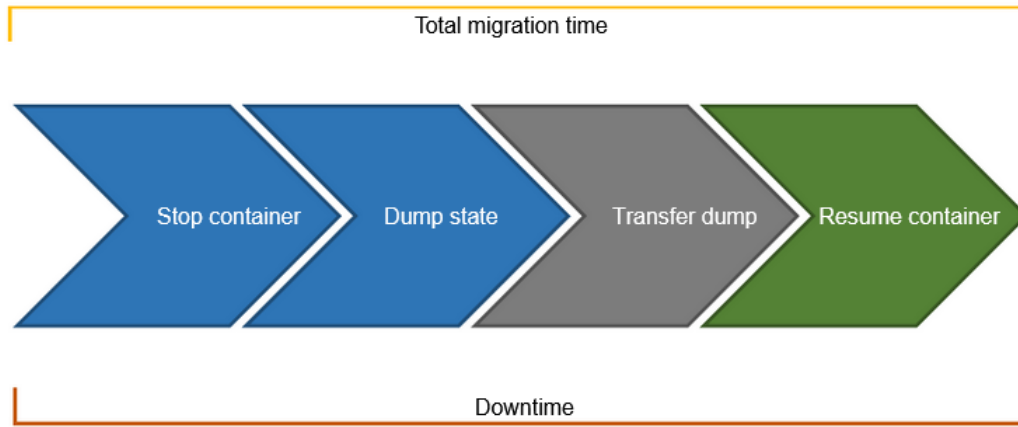 Total migration time
Stop container
Dump state
Transfer dump
Resume container
Downtime